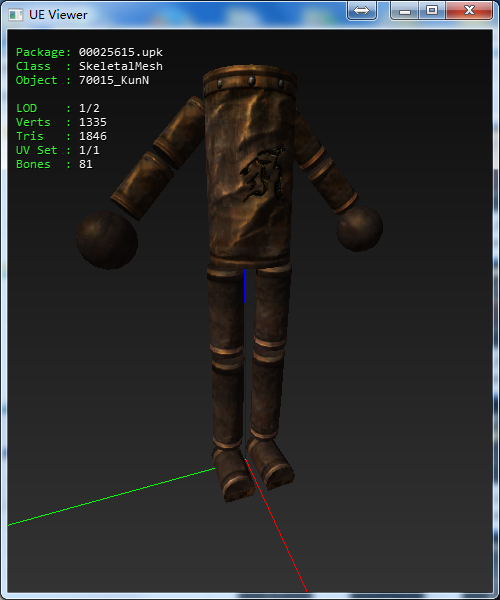 UE Viewer
Package: 00025615.upk
Class  : SkeletalMesh
Object : 70015_KunN
LOD    : 1/2
Verts  : 1335
Tris   : 1846
UV Set : 1/1
Bones  : 81